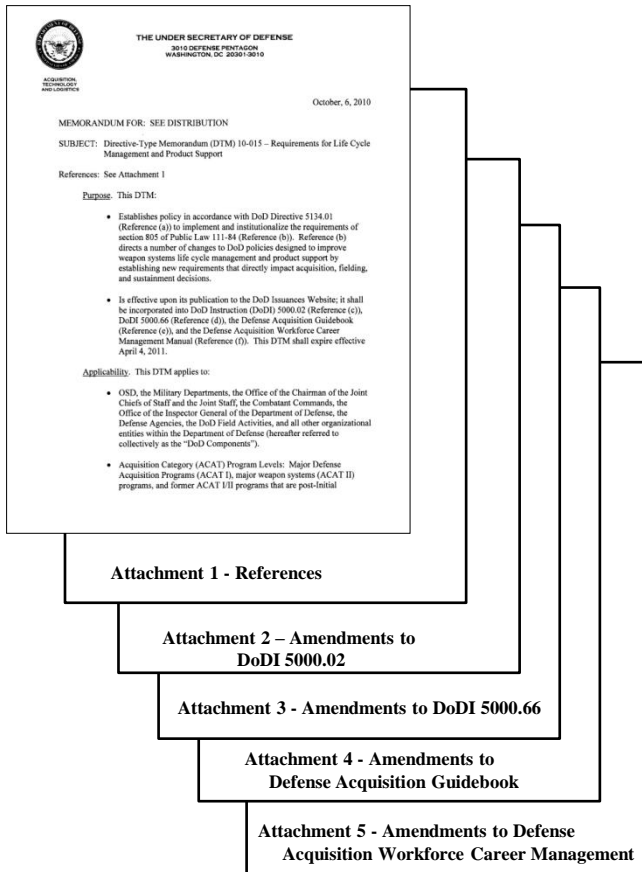 THE UNDER SECRETARY OF DEFENSE
3010 DEFENSE PENTAGON
WASHINGTON, DC 20301-3010
ACQUISITION,
TECHNOLOGY
AND LOGISTICS
October, 6, 2010
MEMORANDUM FOR: SEE DISTRIBUTION
SUBJECT: Directive-Type Memorandum (DTM) 10-015 – Requirements for Life Cycle
Management and Product Support
References: See Attachment 1
Purpose. This DTM:
• Establishes policy in accordance with DoD Directive 5134.01
(Reference (a)) to implement and institutionalize the requirements of
section 805 of Public Law 111-84 (Reference (b)). Reference (b)
directs a number of changes to DoD policies designed to improve
weapon systems life cycle management and product support by
establishing new requirements that directly impact acquisition, fielding,
and sustainment decisions.
• Is effective upon its publication to the DoD Issuances Website; it shall
be incorporated into DoD Instruction (DoDI) 5000.02 (Reference (c)),
DoDI 5000.66 (Reference (d)), the Defense Acquisition Guidebook
(Reference (e)), and the Defense Acquisition Workforce Career
Management Manual (Reference (f)). This DTM shall expire effective
April 4, 2011.
Applicability. This DTM applies to:
• OSD, the Military Departments, the Office of the Chairman of the Joint
Chiefs of Staff and the Joint Staff, the Combatant Commands, the
Office of the Inspector General of the Department of Defense, the
Defense Agencies, the DoD Field Activities, and all other organizational
entities within the Department of Defense (hereafter referred to
collectively as the “DoD Components”).
• Acquisition Category (ACAT) Program Levels: Major Defense
Acquisition Programs (ACAT I), major weapon systems (ACAT II)
programs, and former ACAT I/II programs that are post-Initial
Attachment 1 - References
Attachment 2 – Amendments to
DoDI 5000.02
Attachment 3 - Amendments to DoDI 5000.66
Attachment 4 - Amendments to
Defense Acquisition Guidebook
Attachment 5 - Amendments to Defense
Acquisition Workforce Career Management